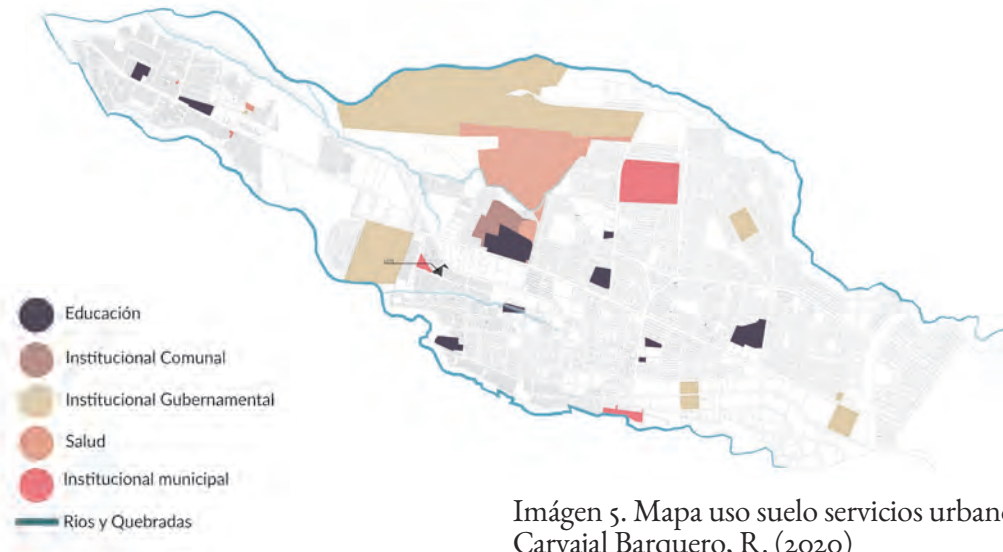 Educación
Institucional Comunal
Institucional Gubernamental
Salud
Institucional municipal
Rios y Quebradas
Imágen 5. Mapa uso suelo servicios urbano
Carvajal Barquero, R. (2020)